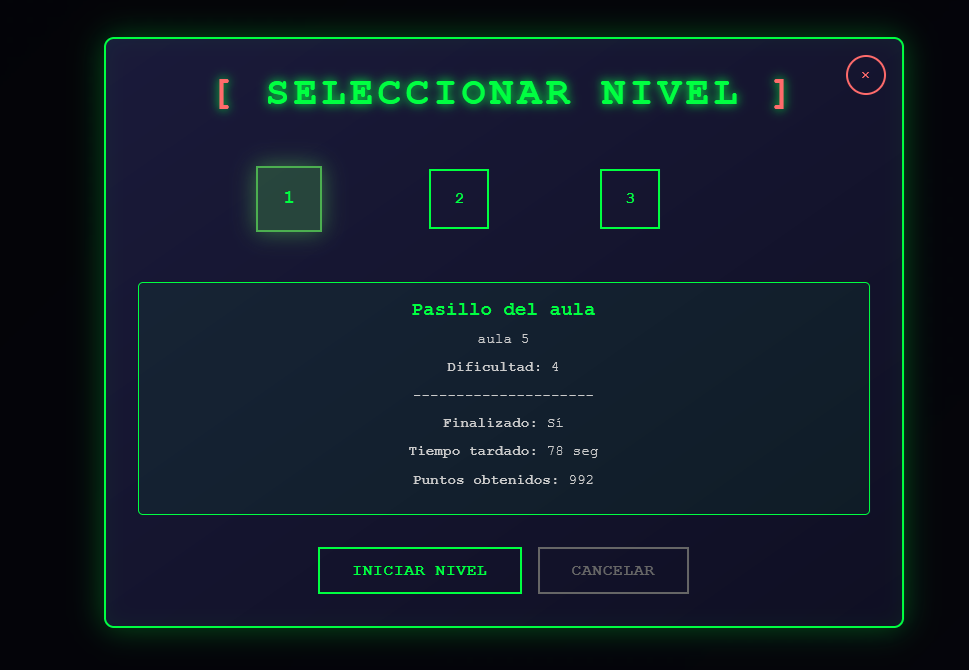 [ SELECCIONAR NIVEL ]
×
1 2 3
Pasillo del aula
aula 5
Dificultad: 4
---------------------
Finalizado: Sí
Tiempo tardado: 78 seg
Puntos obtenidos: 992
INICIAR NIVEL CANCELAR